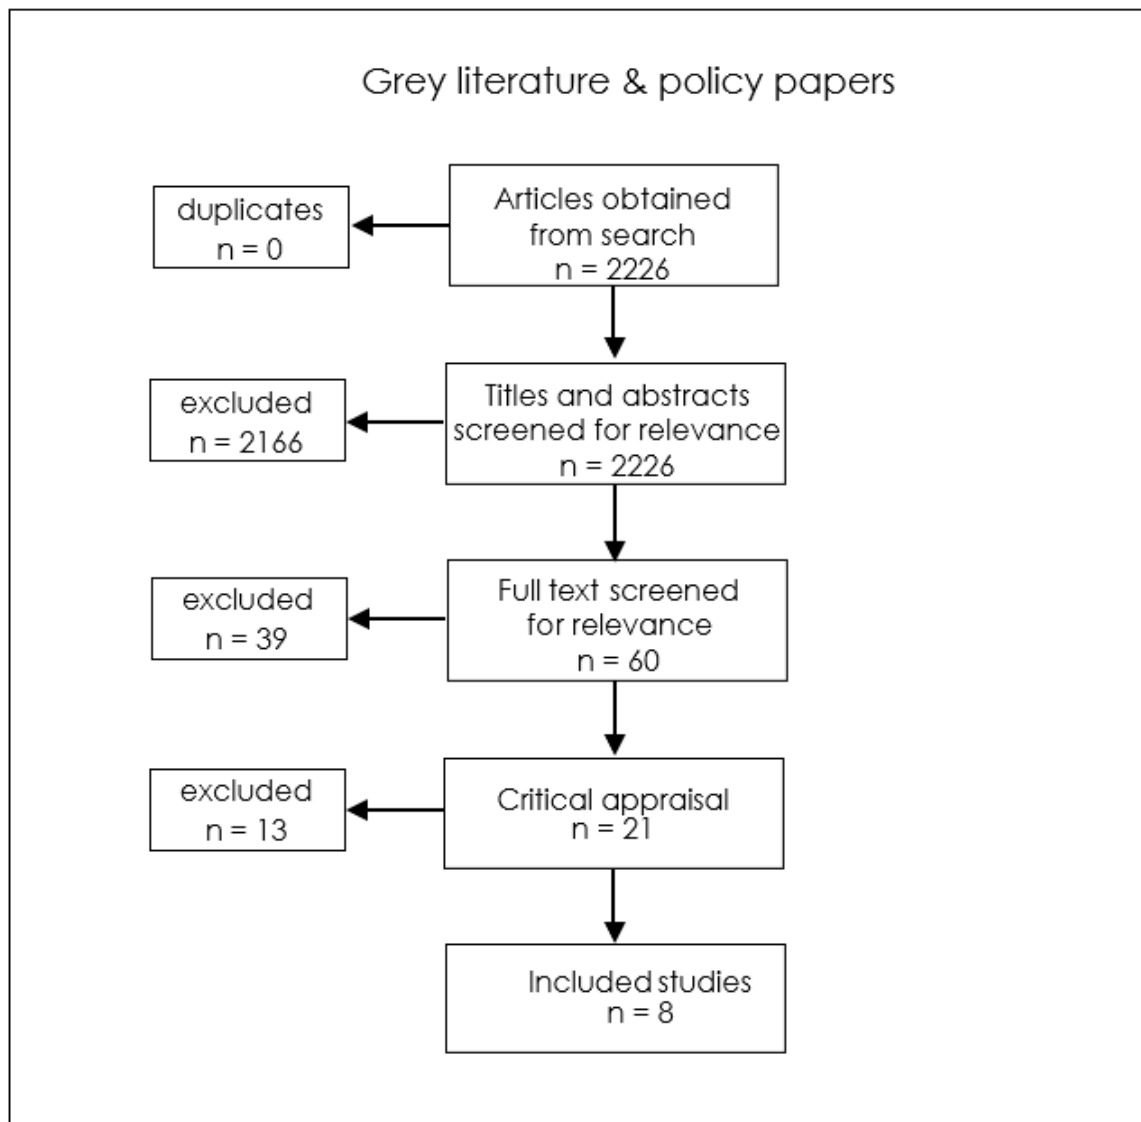 Grey literature & policy papers
duplicates
n = 0
Articles obtained
from search
n = 2226
excluded
n = 2166
Titles and abstracts
screened for relevance
n = 2226
excluded
n = 39
Full text screened
for relevance
n = 60
excluded
n = 13
Critical appraisal
n = 21
Included studies
n = 8